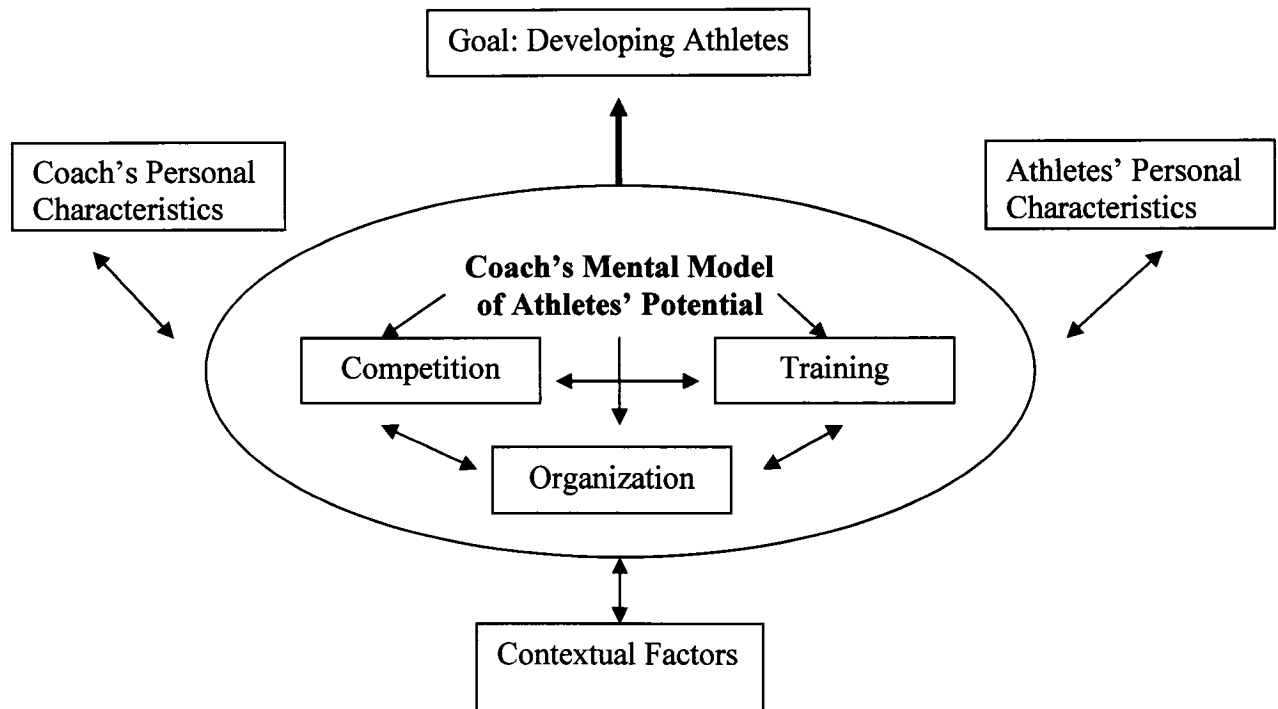 Goal: Developing Athletes
Coach’s Personal
Characteristics
Athletes’ Personal
Characteristics
Coach’s Mental Model
of Athletes’ Potential
Competition
Training
Organization
Contextual Factors